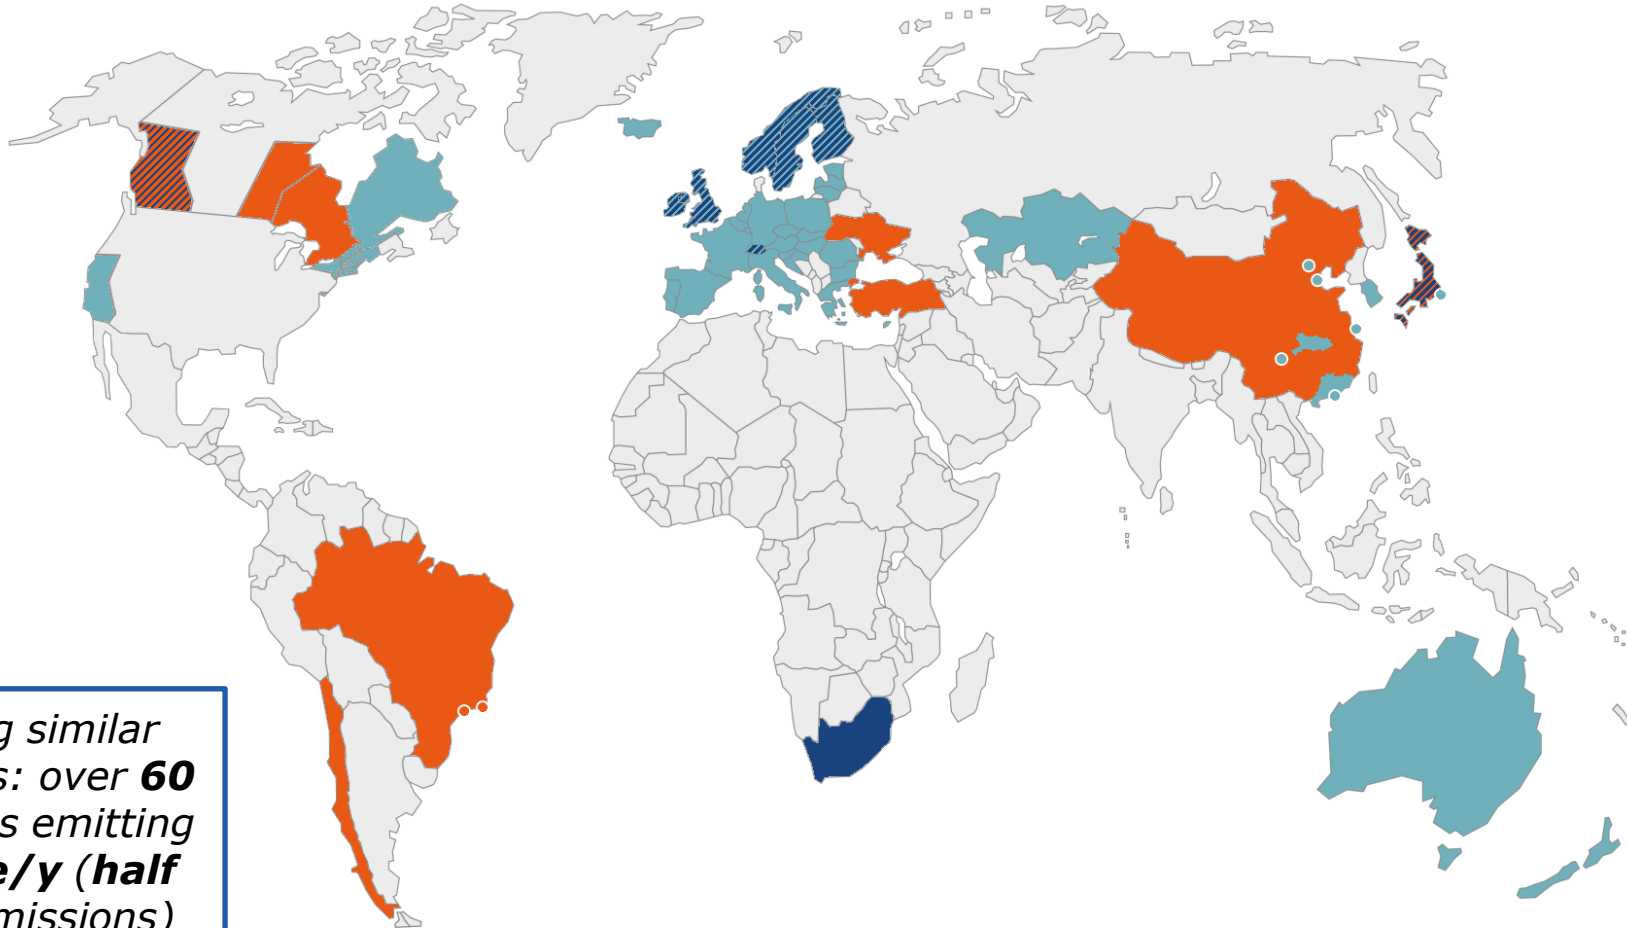 g similar
s: over 60
s emitting
e/y (half
missions)